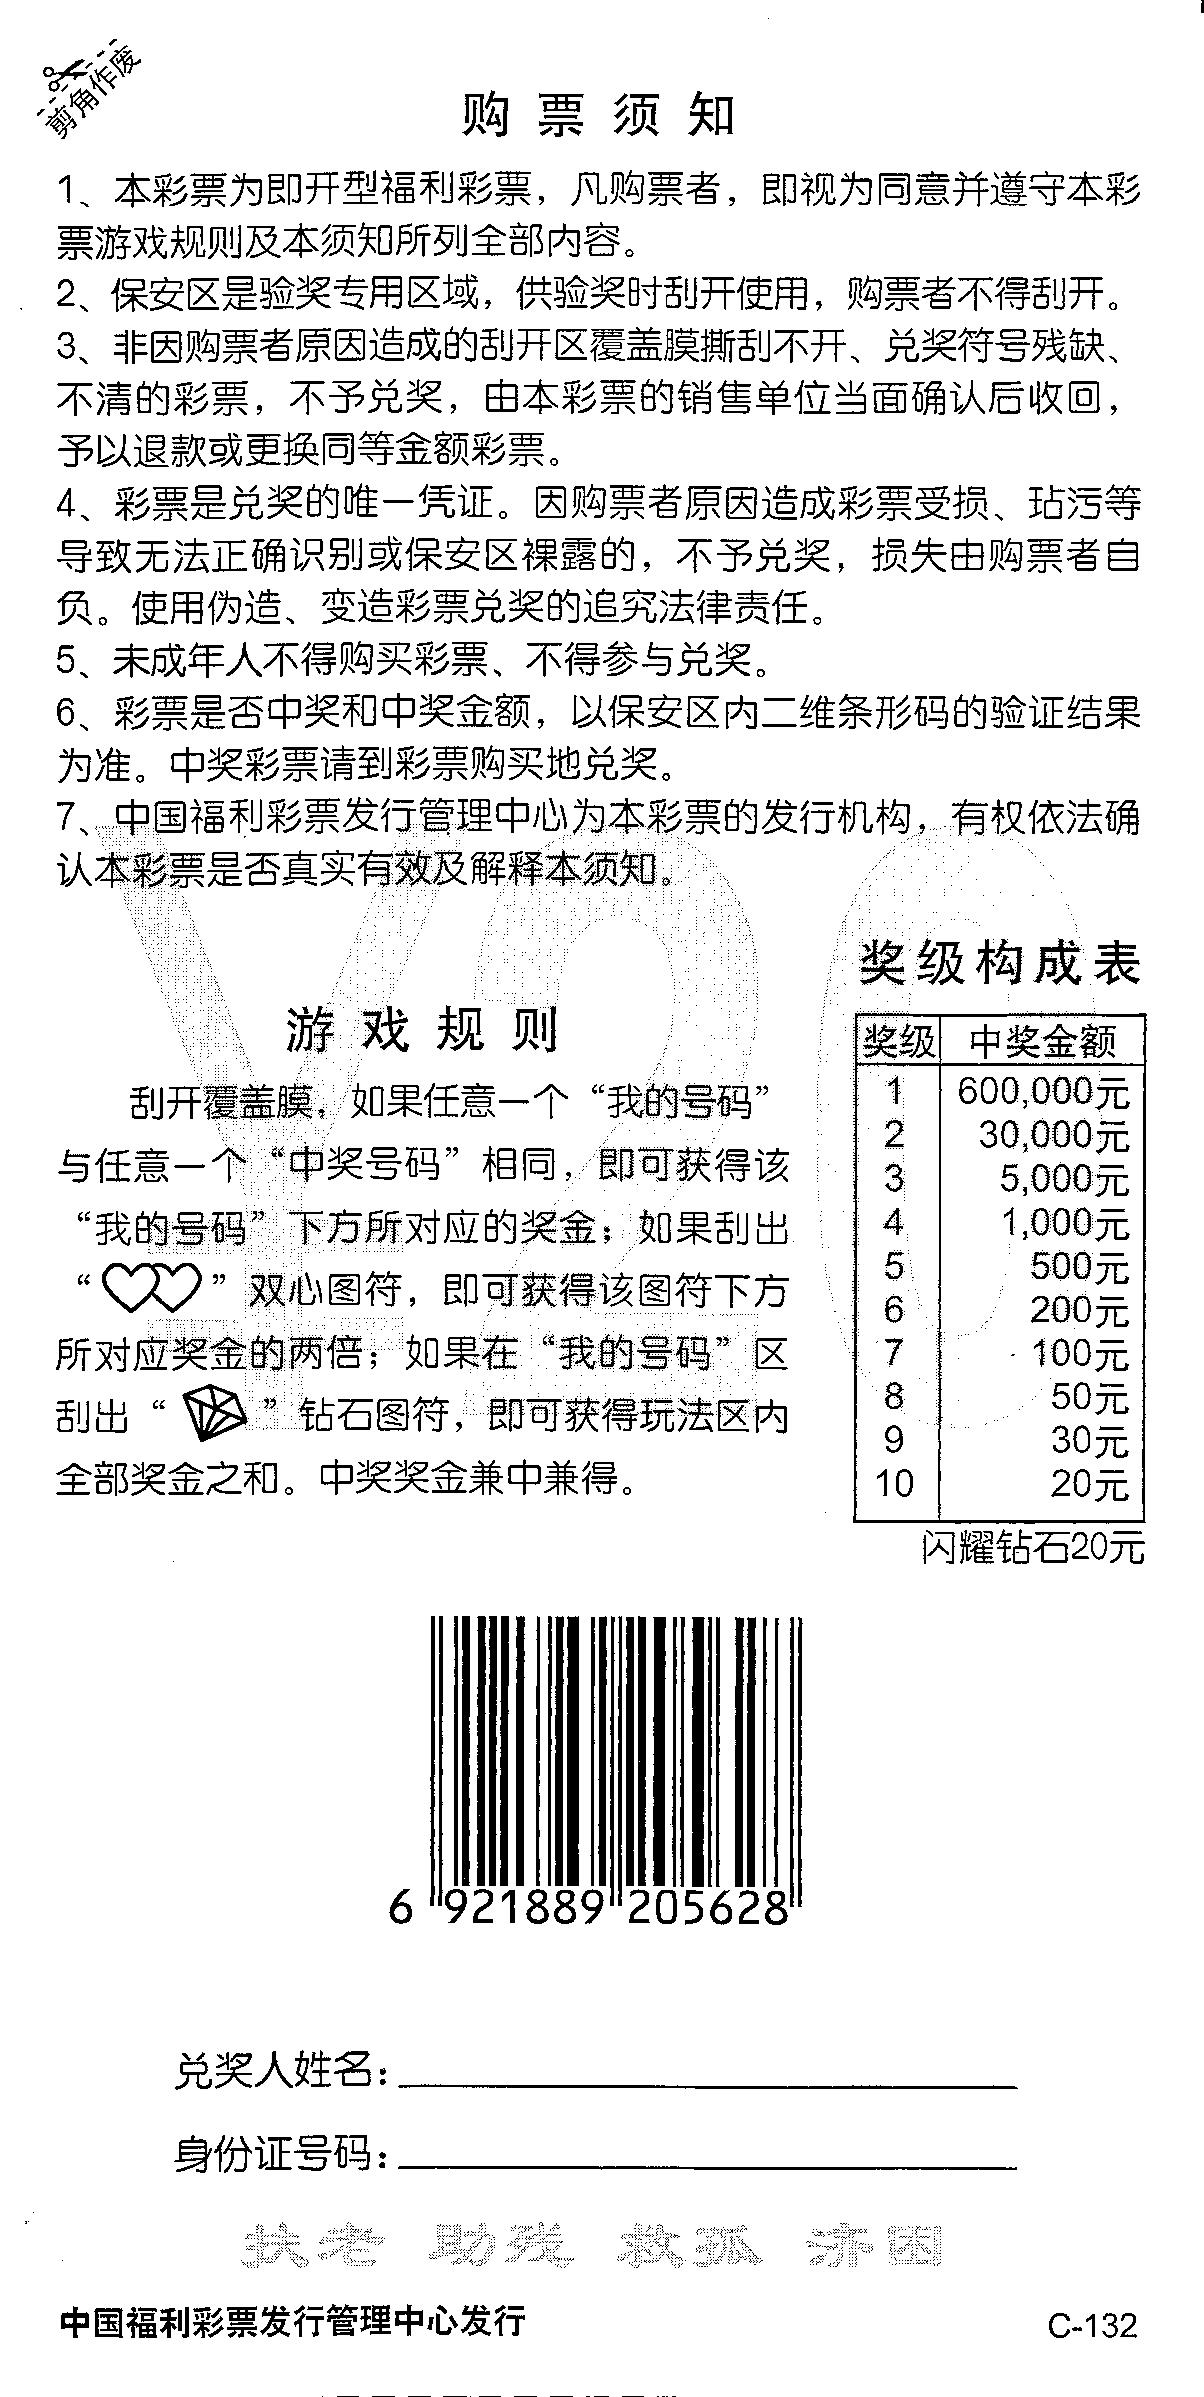 剪角作废
购票须知
1、本彩票为即开型福利彩票，凡购票者，即视为同意并遵守本彩
票游戏规则及本须知所列全部内容。
2、保安区是验奖专用区域，供验奖时刮开使用，购票者不得刮开。
3、非因购票者原因造成的刮开区覆盖膜撕刮不开、兑奖符号残缺、
不清的彩票，不予兑奖，由本彩票的销售单位当面确认后收回，
予以退款或更换同等金额彩票。
4、彩票是兑奖的唯一凭证。因购票者原因造成彩票受损、玷污等
导致无法正确识别或保安区裸露的，不予兑奖，损失由购票者自
负。使用伪造、变造彩票兑奖的追究法律责任。
5、未成年人不得购买彩票、不得参与兑奖。
6、彩票是否中奖和中奖金额，以保安区内二维条形码的验证结果
为准。中奖彩票请到彩票购买地兑奖。
7、中国福利彩票发行管理中心为本彩票的发行机构，有权依法确
认本彩票是否真实有效及解释本须知。
¥20
游戏规则
刮开覆盖膜，如果任意一个“我的号码”
与任意一个“中奖号码”相同，即可获得该
“我的号码”下方所对应的奖金；如果刮出
“”双心图符，即可获得该图符下方
所对应奖金的两倍；如果在“我的号码”区
刮出“”钻石图符，即可获得玩法区内
全部奖金之和。中奖奖金兼中兼得。
奖级构成表
奖级 中奖金额
1 600,000元
2 30,000元
3 5,000元
4 1,000元
5 500元
6 200元
7 100元
8 50元
9 30元
10 20元
闪耀钻石20元
6 921889 205628
兑奖人姓名：
身份证号码：
扶老 助残 救孤 济困
中国福利彩票发行管理中心发行
C-132